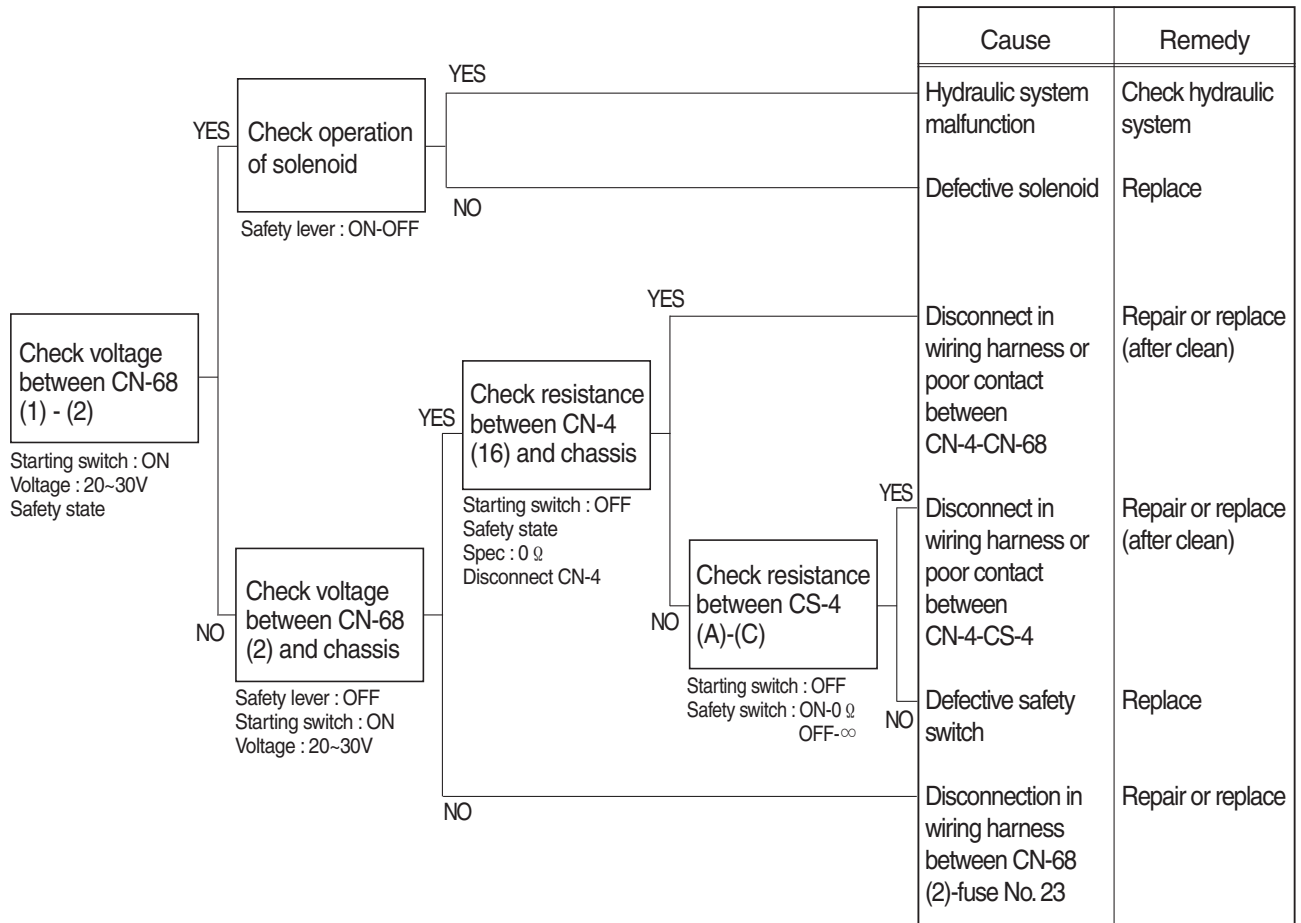 Cause
Remedy
YES
Hydraulic system
malfunction
Check hydraulic
system
YES
Check operation
of solenoid
NO
Defective solenoid
Replace
Safety lever : ON-OFF
YES
Disconnect in
wiring harness or
poor contact
between
CN-4-CN-68
Repair or replace
(after clean)
Check voltage
between CN-68
(1) - (2)
Starting switch : ON
Voltage : 20~30V
Safety state
YES
Check resistance
between CN-4
(16) and chassis
Starting switch : OFF
Safety state
Spec : 0 Ω
Disconnect CN-4
YES
Disconnect in
wiring harness or
poor contact
between
CN-4-CS-4
Repair or replace
(after clean)
NO
Check voltage
between CN-68
(2) and chassis
Safety lever : OFF
Starting switch : ON
Voltage : 20~30V
NO
Check resistance
between CS-4
(A)-(C)
Starting switch : OFF
Safety switch : ON-0 Ω
OFF-∞
NO
Defective safety
switch
Replace
NO
Disconnection in
wiring harness
between CN-68
(2)-fuse No. 23
Repair or replace